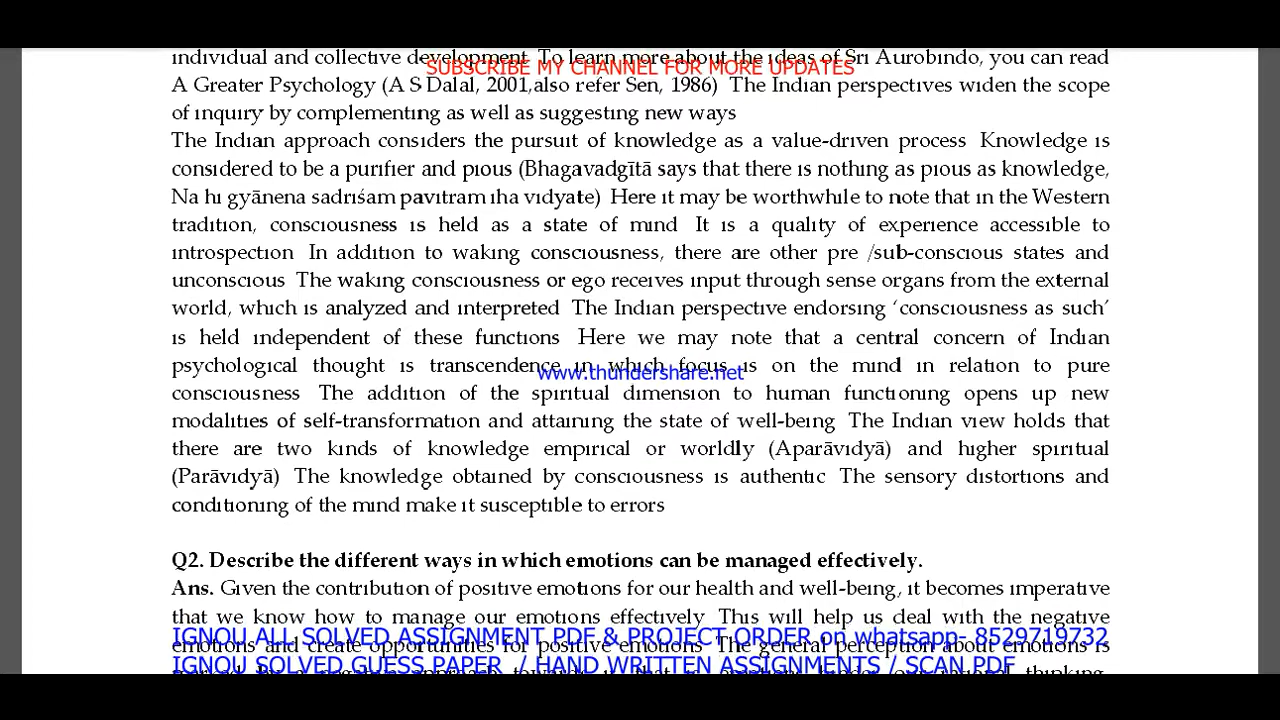 individual and collective development To learn more about the ideas of Sri Aurobindo, you can read
SUBSCRIBE MY CHANNEL FOR MORE UPDATES
A Greater Psychology (A S Dalal, 2001,also refer Sen, 1986) The Indian perspectives widen the scope
of inquiry by complementing as well as suggesting new ways
The Indian approach considers the pursuit of knowledge as a value-driven process Knowledge is
considered to be a purifier and pious (Bhagavadgītā says that there is nothing as pious as knowledge,
Na hi gyānena sadriśam pavitram iha vidyate) Here it may be worthwhile to note that in the Western
tradition, consciousness is held as a state of mind It is a quality of experience accessible to
introspection In addition to waking consciousness, there are other pre /sub-conscious states and
unconscious The waking consciousness or ego receives input through sense organs from the external
world, which is analyzed and interpreted The Indian perspective endorsing ‘consciousness as such’
is held independent of these functions Here we may note that a central concern of Indian
psychological thought is transcendence in which focus is on the mind in relation to pure
www.thundershare.net
consciousness The addition of the spiritual dimension to human functioning opens up new
modalities of self-transformation and attaining the state of well-being The Indian view holds that
there are two kinds of knowledge empirical or worldly (Aparāvidyā) and higher spiritual
(Parāvidyā) The knowledge obtained by consciousness is authentic The sensory distortions and
conditioning of the mind make it susceptible to errors
Q2. Describe the different ways in which emotions can be managed effectively.
Ans. Given the contribution of positive emotions for our health and well-being, it becomes imperative
that we know how to manage our emotions effectively This will help us deal with the negative
IGNOU ALL SOLVED ASSIGNMENT PDF & PROJECT ORDER on whatsapp- 8529719732
emotions and create opportunities for positive emotions The general perception about emotions is
IGNOU SOLVED GUESS PAPER / HAND WRITTEN ASSIGNMENTS / SCAN PDF